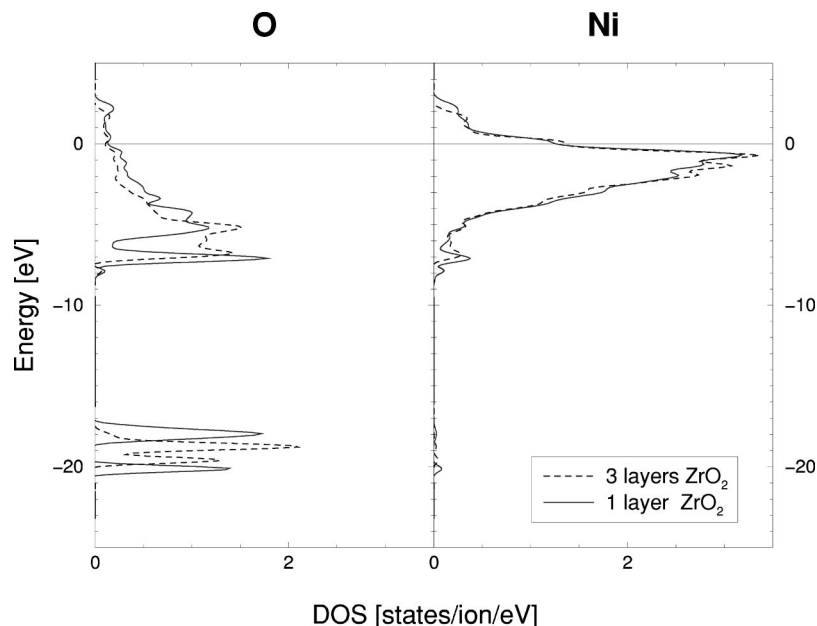 O Ni
0 0
−10
−20 −20
Energy [eV]
3 layers ZrO₂
1 layer ZrO₂
0 2 0 2
DOS [states/ion/eV]